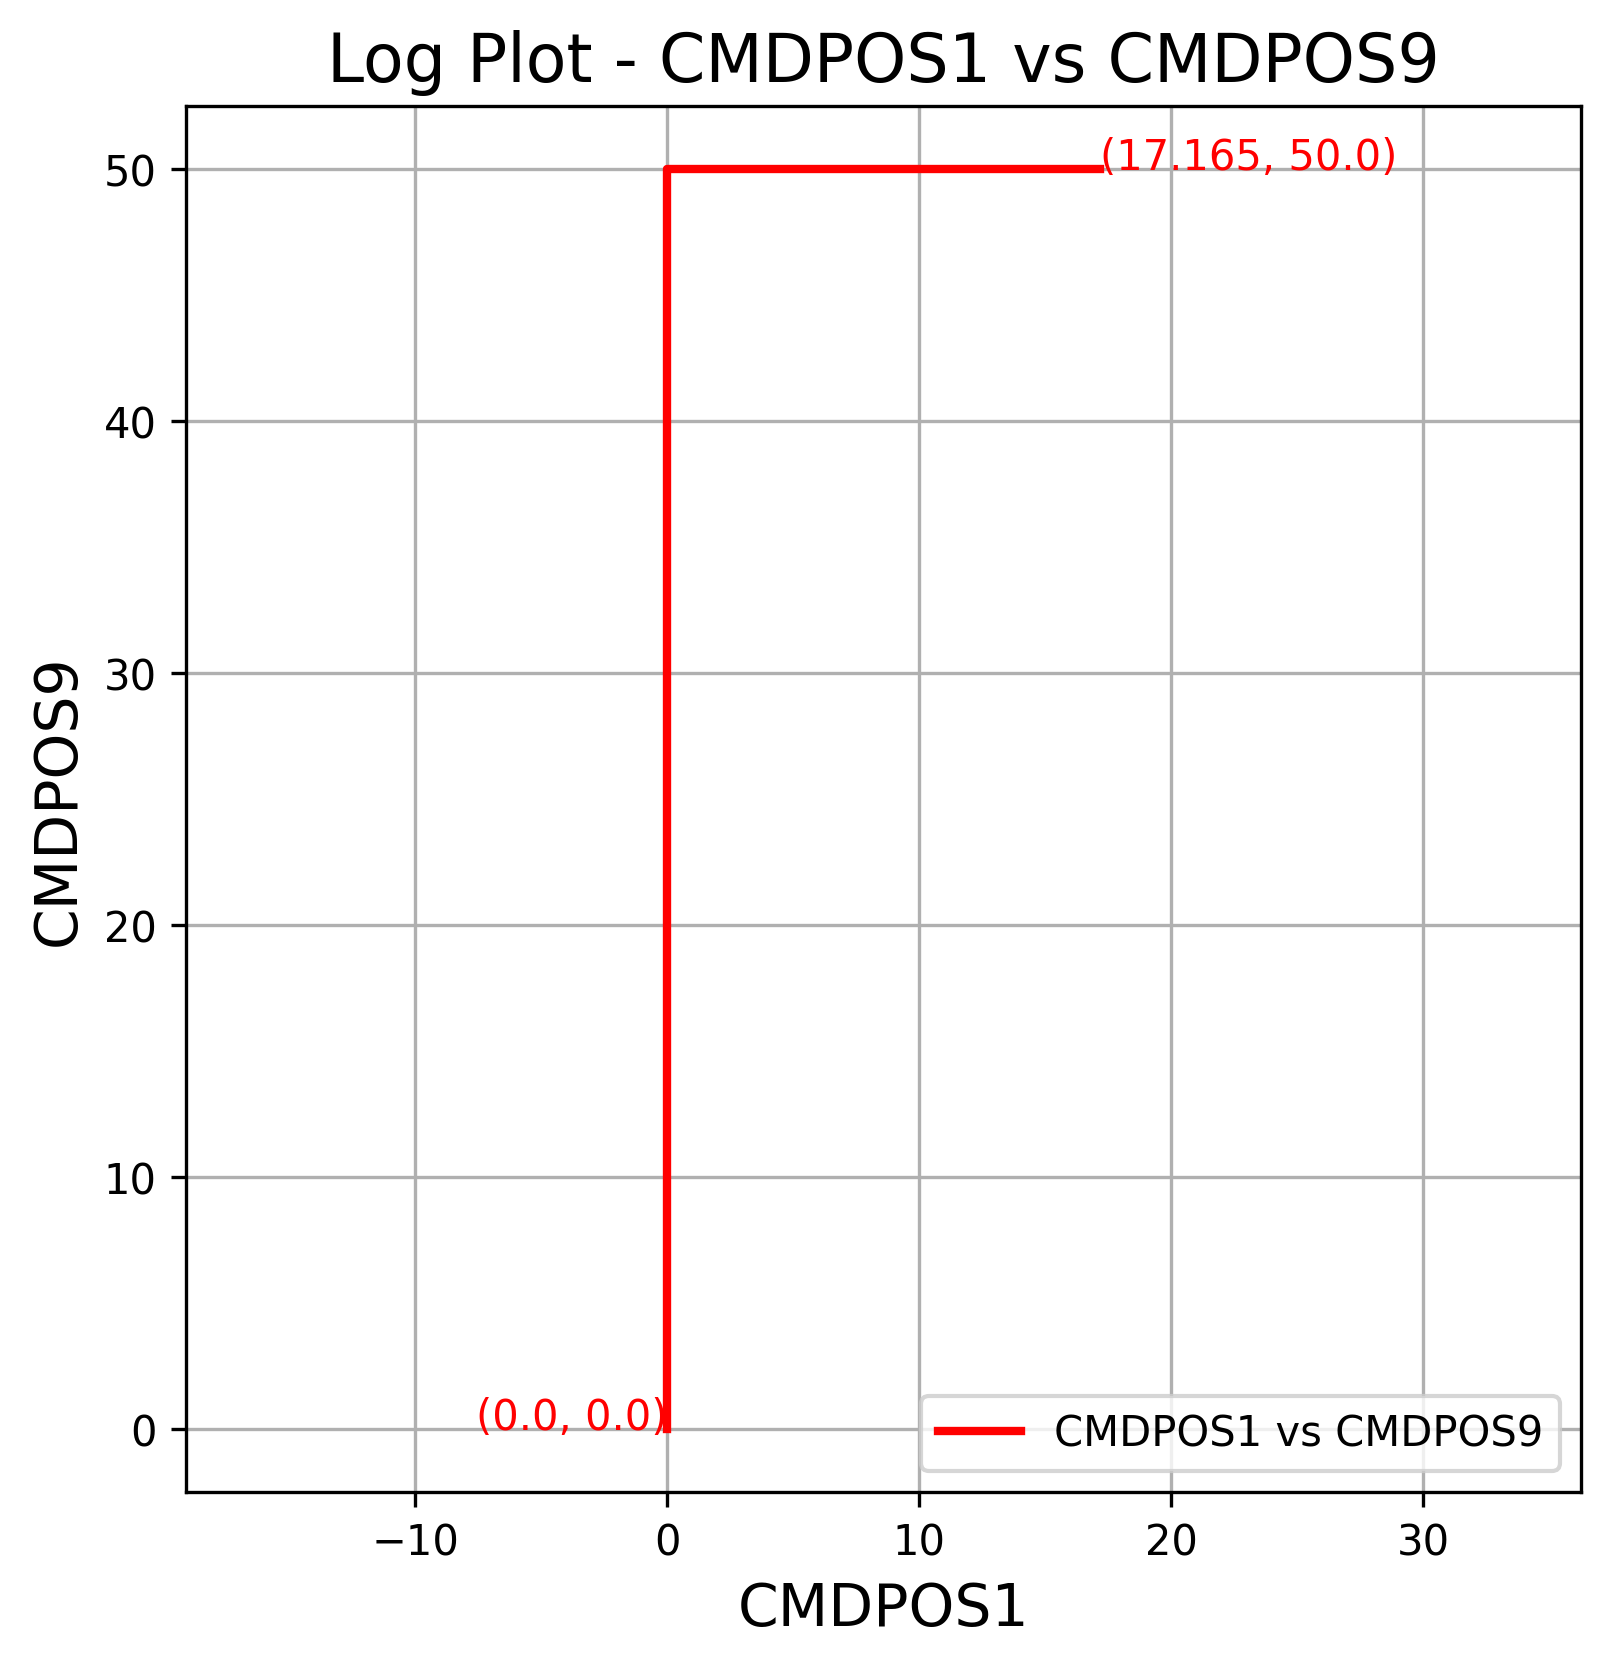 Log Plot - CMDPOS1 vs CMDPOS9
(17.165, 50.0)
50
40
30
20
10
0
CMDPOS9
(0.0, 0.0)
CMDPOS1 vs CMDPOS9
−10 0 10 20 30
CMDPOS1